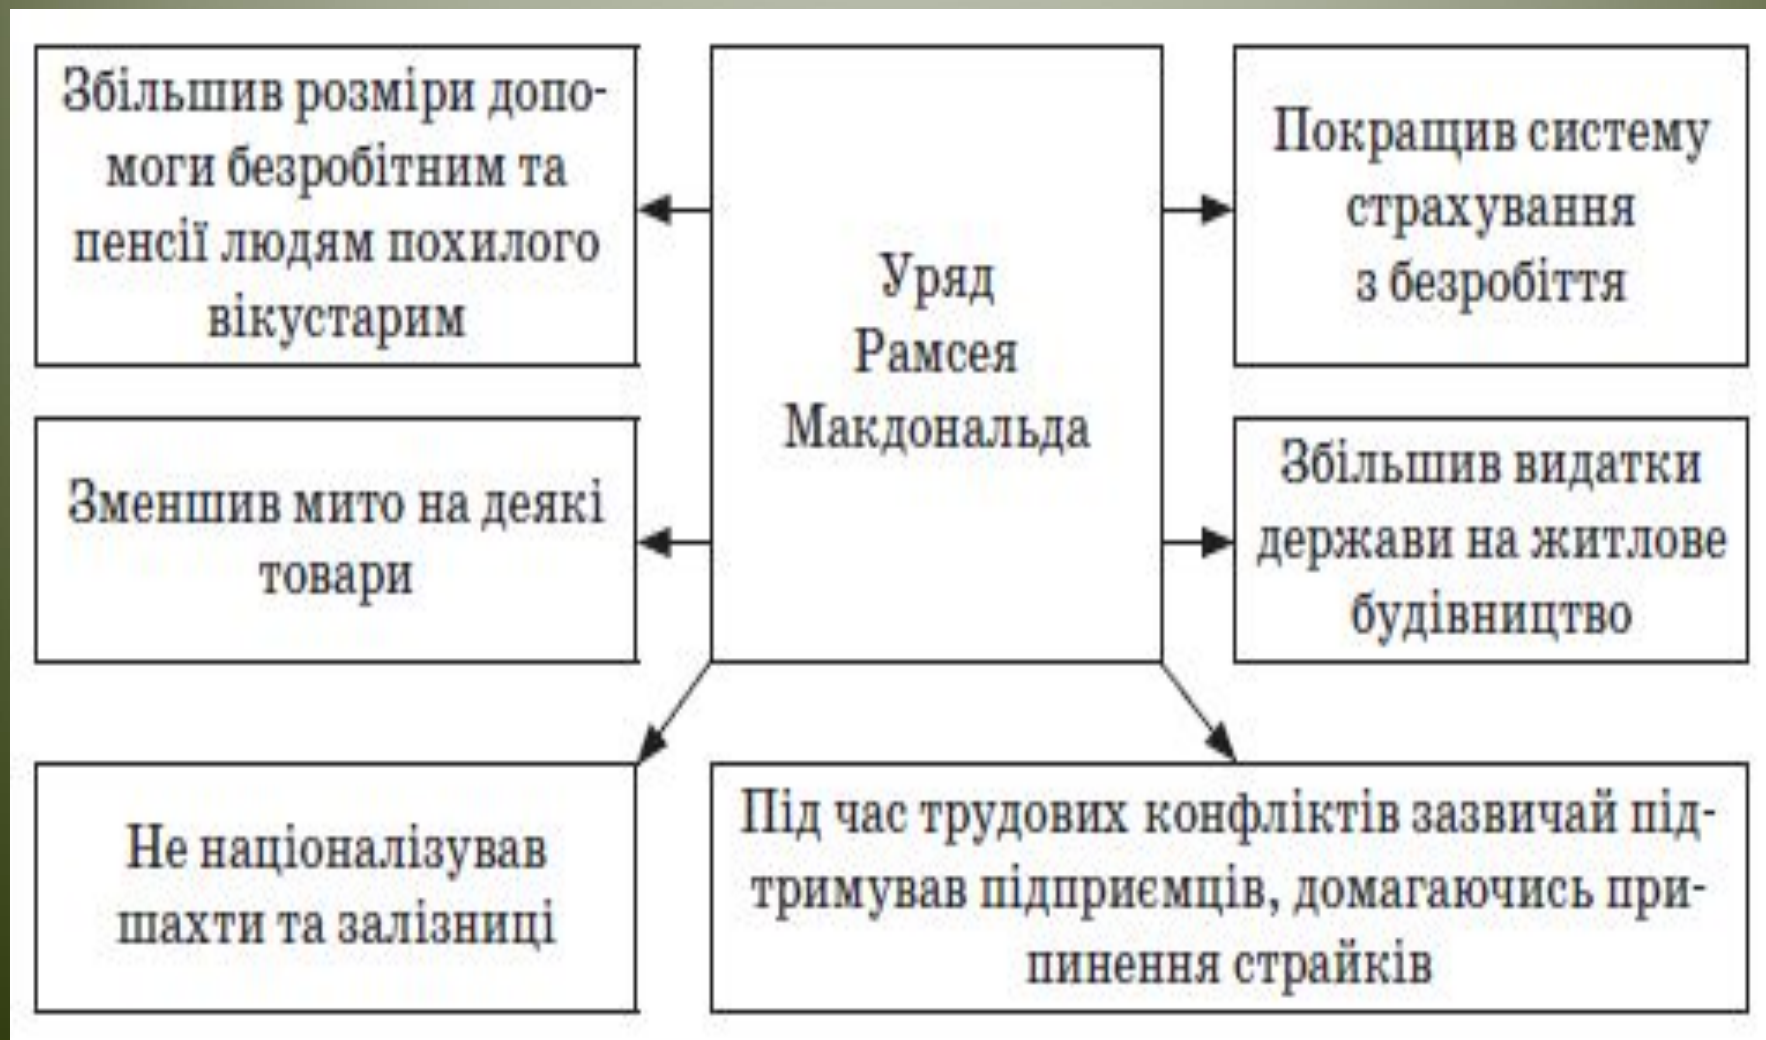 Збільшив розміри допо-
моги безробітним та
пенсії людям похилого
вікустарим
Уряд
Рамсея
Макдональда
Покращив систему
страхування
з безробіття
Зменшив мито на деякі
товари
Збільшив видатки
держави на житлове
будівництво
Не націоналізував
шахти та залізниці
Під час трудових конфліктів зазвичай під-
тримував підприємців, домагаючись при-
пинення страйків